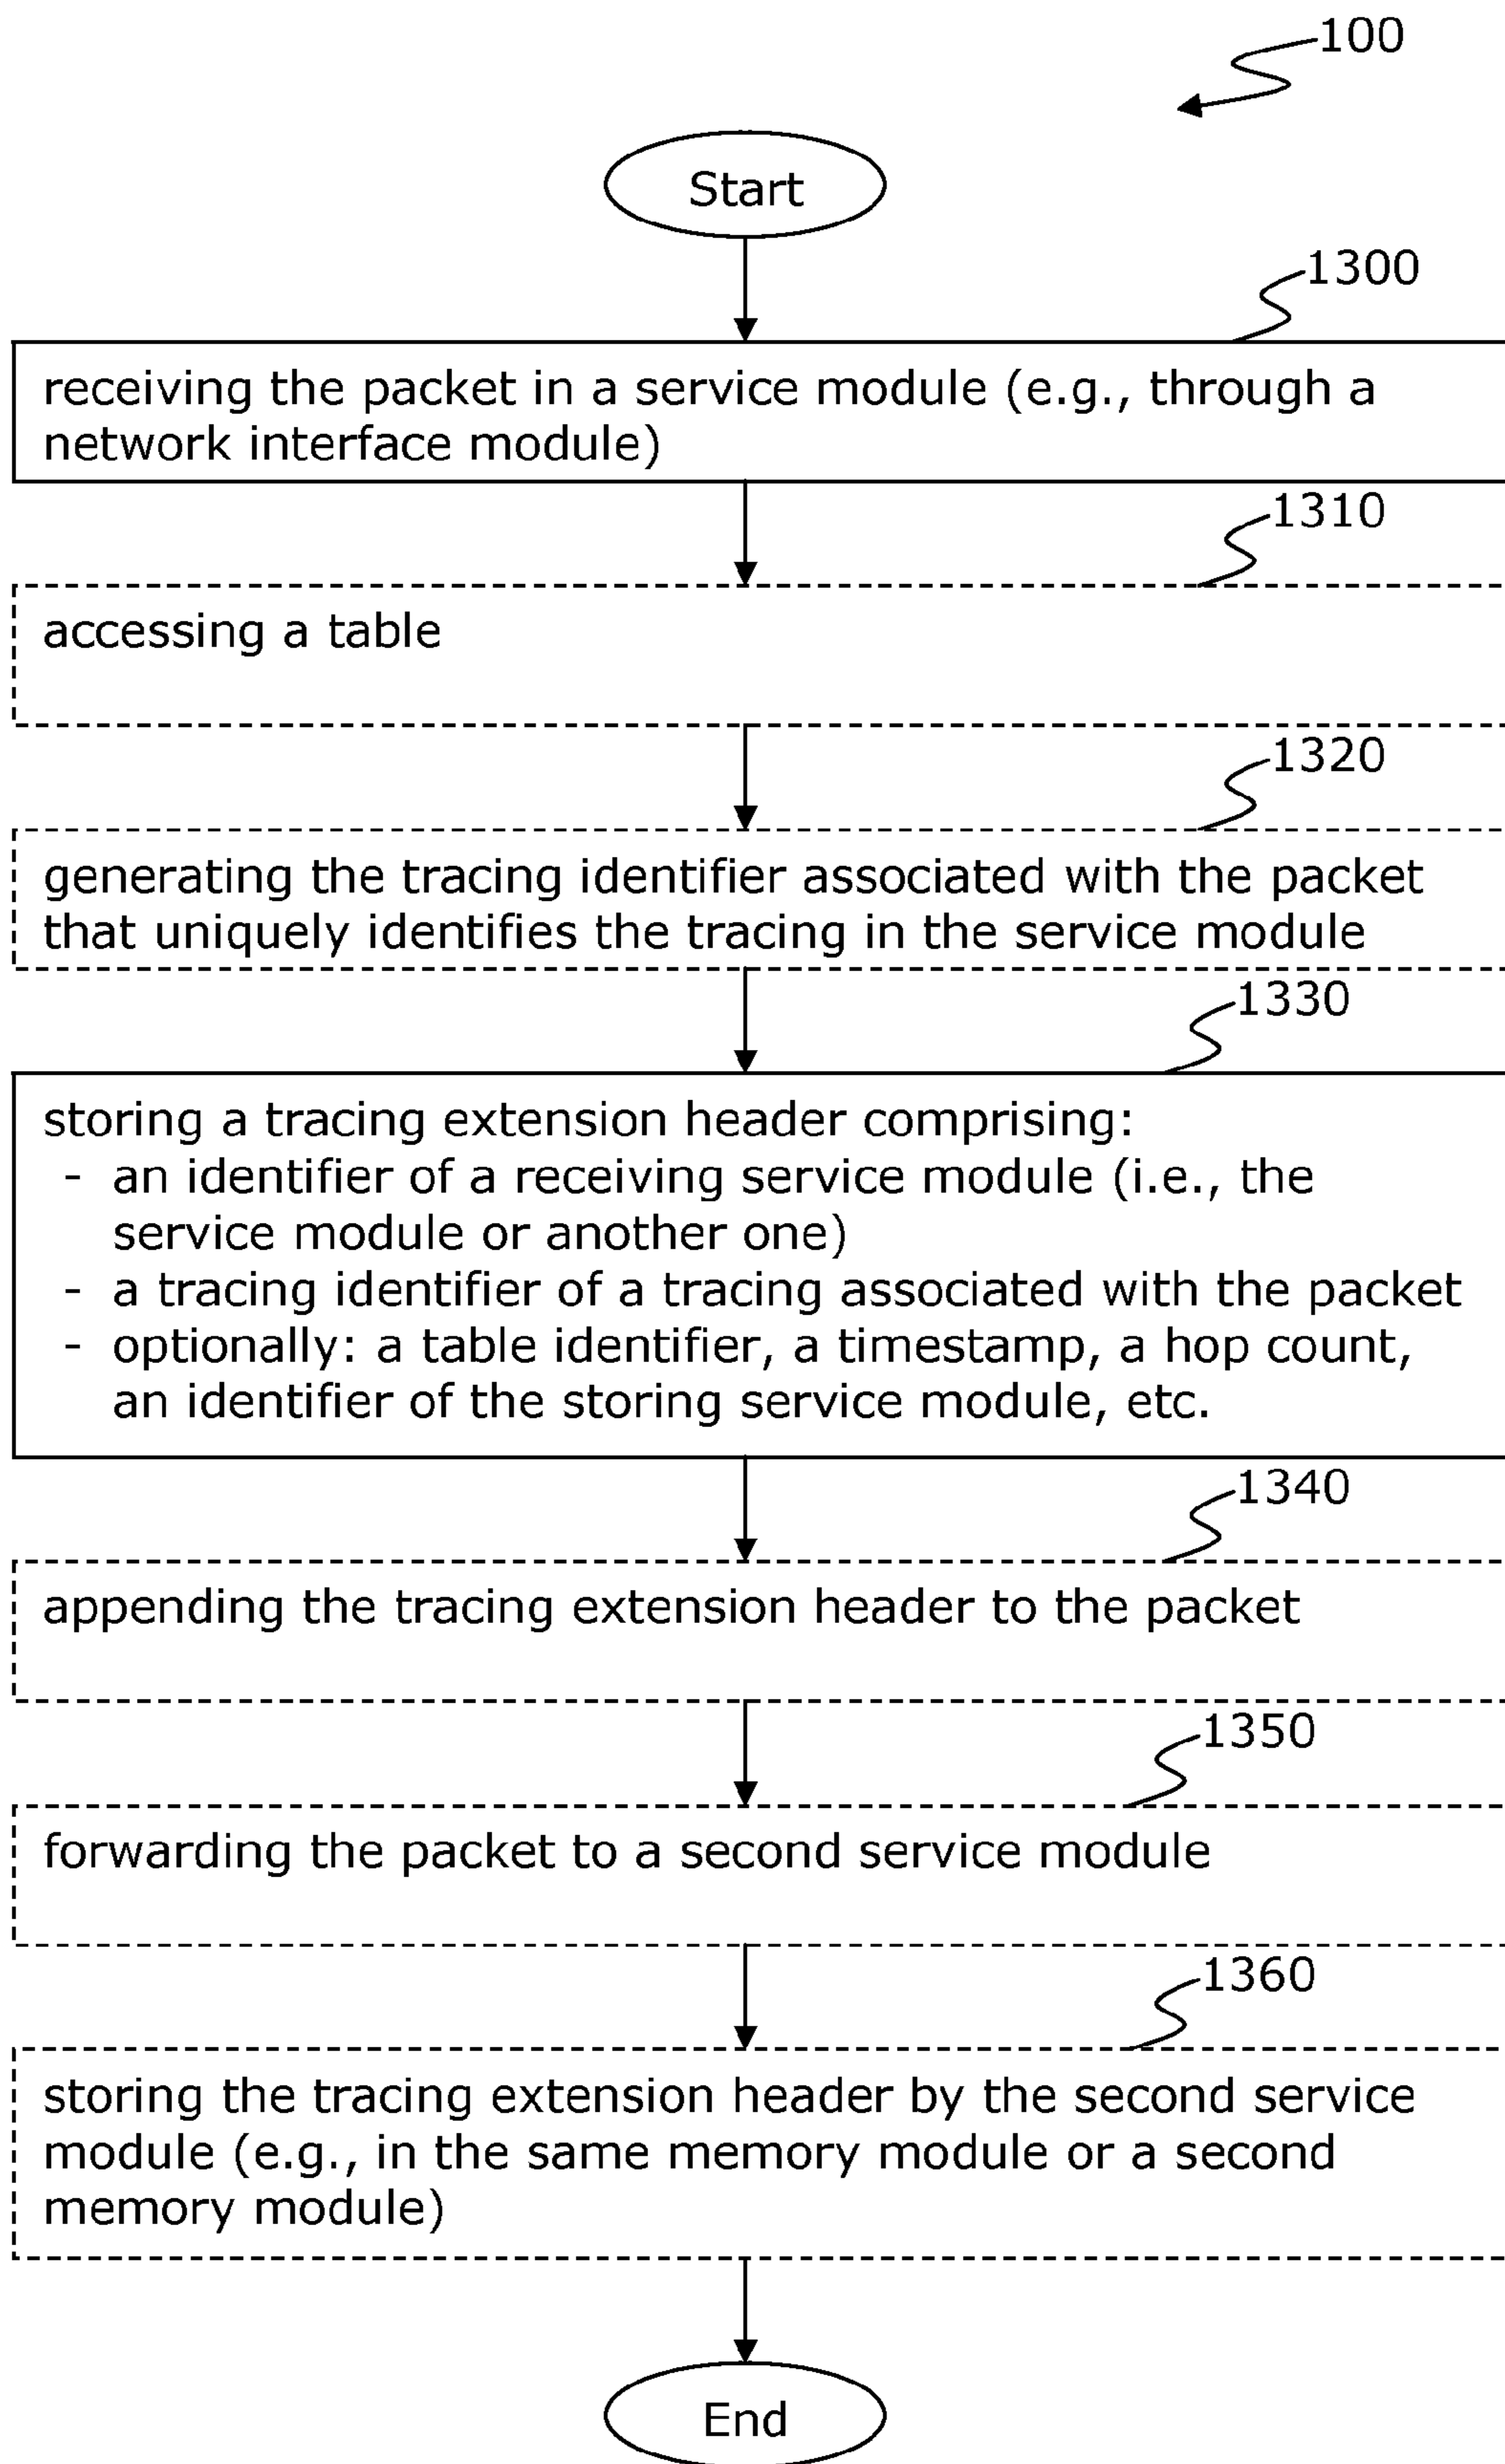 100
Start
1300
receiving the packet in a service module (e.g., through a
network interface module)
1310
accessing a table
1320
generating the tracing identifier associated with the packet
that uniquely identifies the tracing in the service module
1330
storing a tracing extension header comprising:
- an identifier of a receiving service module (i.e., the
service module or another one)
- a tracing identifier of a tracing associated with the packet
- optionally: a table identifier, a timestamp, a hop count,
an identifier of the storing service module, etc.
1340
appending the tracing extension header to the packet
1350
forwarding the packet to a second service module
1360
storing the tracing extension header by the second service
module (e.g., in the same memory module or a second
memory module)
End